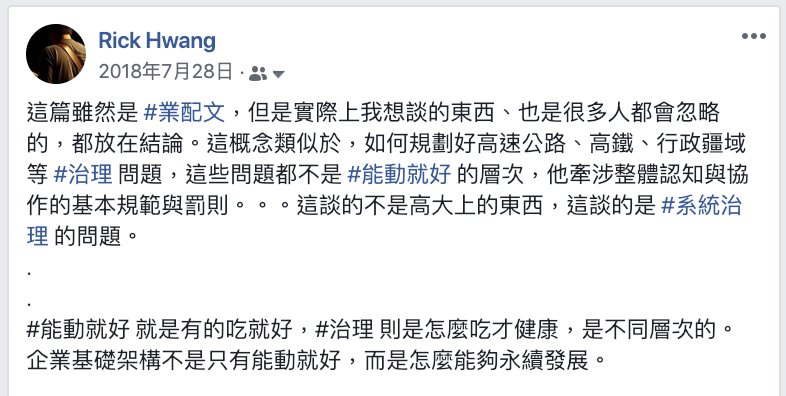 Rick Hwang
2018年7月28日 ·
這篇雖然是 #業配文，但是實際上我想談的東西、也是很多人都會忽略
的，都放在結論。這概念類似於，如何規劃好高速公路、高鐵、行政疆域
等 #治理 問題，這些問題都不是 #能動就好 的層次，他牽涉整體認知與協
作的基本規範與罰則。。。這談的不是高大上的東西，這談的是 #系統治
理 的問題。
.
.
#能動就好 就是有的吃就好，#治理 則是怎麼吃才健康，是不同層次的。
企業基礎架構不是只有能動就好，而是怎麼能夠永續發展。